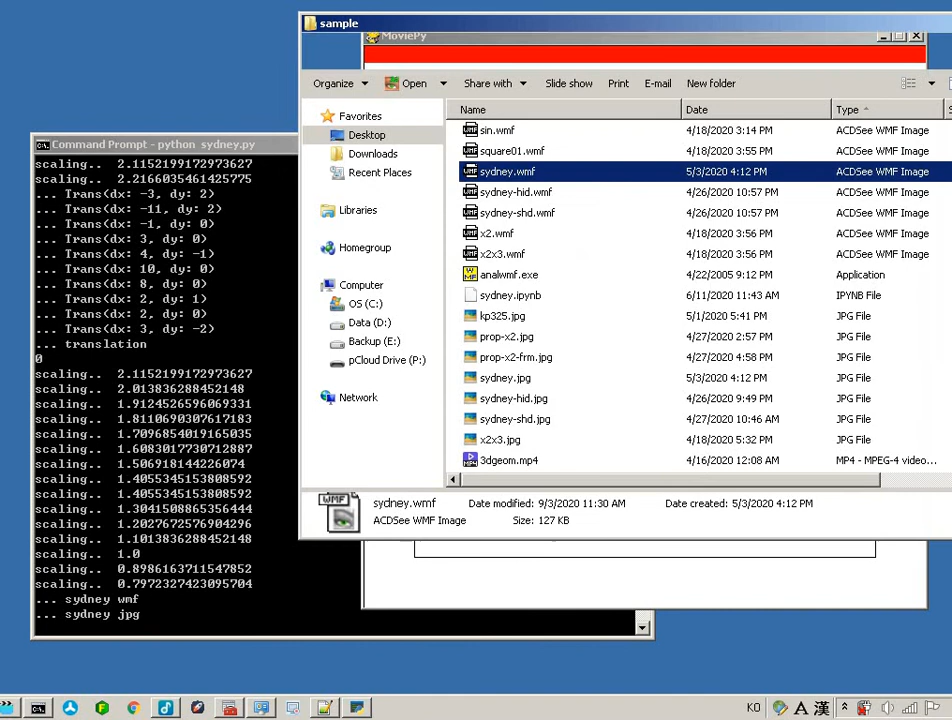 sample
MoviePy
Organize Open Share with Slide show Print E-mail New folder
Name Date Type
Favorites
Desktop
Downloads
Recent Places
Libraries
Homegroup
Computer
OS (C:)
Data (D:)
Backup (E:)
pCloud Drive (P:)
Network
sin.wmf 4/18/2020 3:14 PM ACDSee WMF Image
square01.wmf 4/18/2020 3:55 PM ACDSee WMF Image
sydney.wmf 5/3/2020 4:12 PM ACDSee WMF Image
sydney-hid.wmf 4/26/2020 10:57 PM ACDSee WMF Image
sydney-shd.wmf 4/26/2020 10:57 PM ACDSee WMF Image
x2.wmf 4/18/2020 3:56 PM ACDSee WMF Image
x2x3.wmf 4/18/2020 3:56 PM ACDSee WMF Image
analwmf.exe 4/22/2005 9:12 PM Application
sydney.ipynb 6/11/2020 11:43 AM IPYNB File
kp325.jpg 5/1/2020 5:41 PM JPG File
prop-x2.jpg 4/27/2020 2:57 PM JPG File
prop-x2-frm.jpg 4/27/2020 4:58 PM JPG File
sydney.jpg 5/3/2020 4:12 PM JPG File
sydney-hid.jpg 4/26/2020 9:49 PM JPG File
sydney-shd.jpg 4/27/2020 10:46 AM JPG File
x2x3.jpg 4/18/2020 5:32 PM JPG File
3dgeom.mp4 4/16/2020 12:08 AM MP4 - MPEG-4 video...
WMF
sydney.wmf Date modified: 9/3/2020 11:30 AM Date created: 5/3/2020 4:12 PM
ACDSee WMF Image Size: 127 KB
Command Prompt - python sydney.py
scaling.. 2.11521991729736​27
scaling.. 2.2166035461425775
... Trans(dx: -3, dy: 2)
... Trans(dx: -11, dy: 2)
... Trans(dx: -1, dy: 0)
... Trans(dx: 3, dy: 0)
... Trans(dx: 4, dy: -1)
... Trans(dx: 10, dy: 0)
... Trans(dx: 8, dy: 0)
... Trans(dx: 2, dy: 1)
... Trans(dx: 2, dy: 0)
... Trans(dx: 3, dy: -2)
... translation
0
scaling.. 2.1152199172973627
scaling.. 2.013836288452148
scaling.. 1.9124526596069331
scaling.. 1.8110690307617183
scaling.. 1.7096854019165035
scaling.. 1.6083017730712887
scaling.. 1.506918144226074
scaling.. 1.4055345153808592
scaling.. 1.4055345153808592
scaling.. 1.3041508865356444
scaling.. 1.2027672576904296
scaling.. 1.1013836288452148
scaling.. 1.0
scaling.. 0.8986163711547852
scaling.. 0.7972327423095704
... sydney wmf
... sydney jpg
KO A 漢